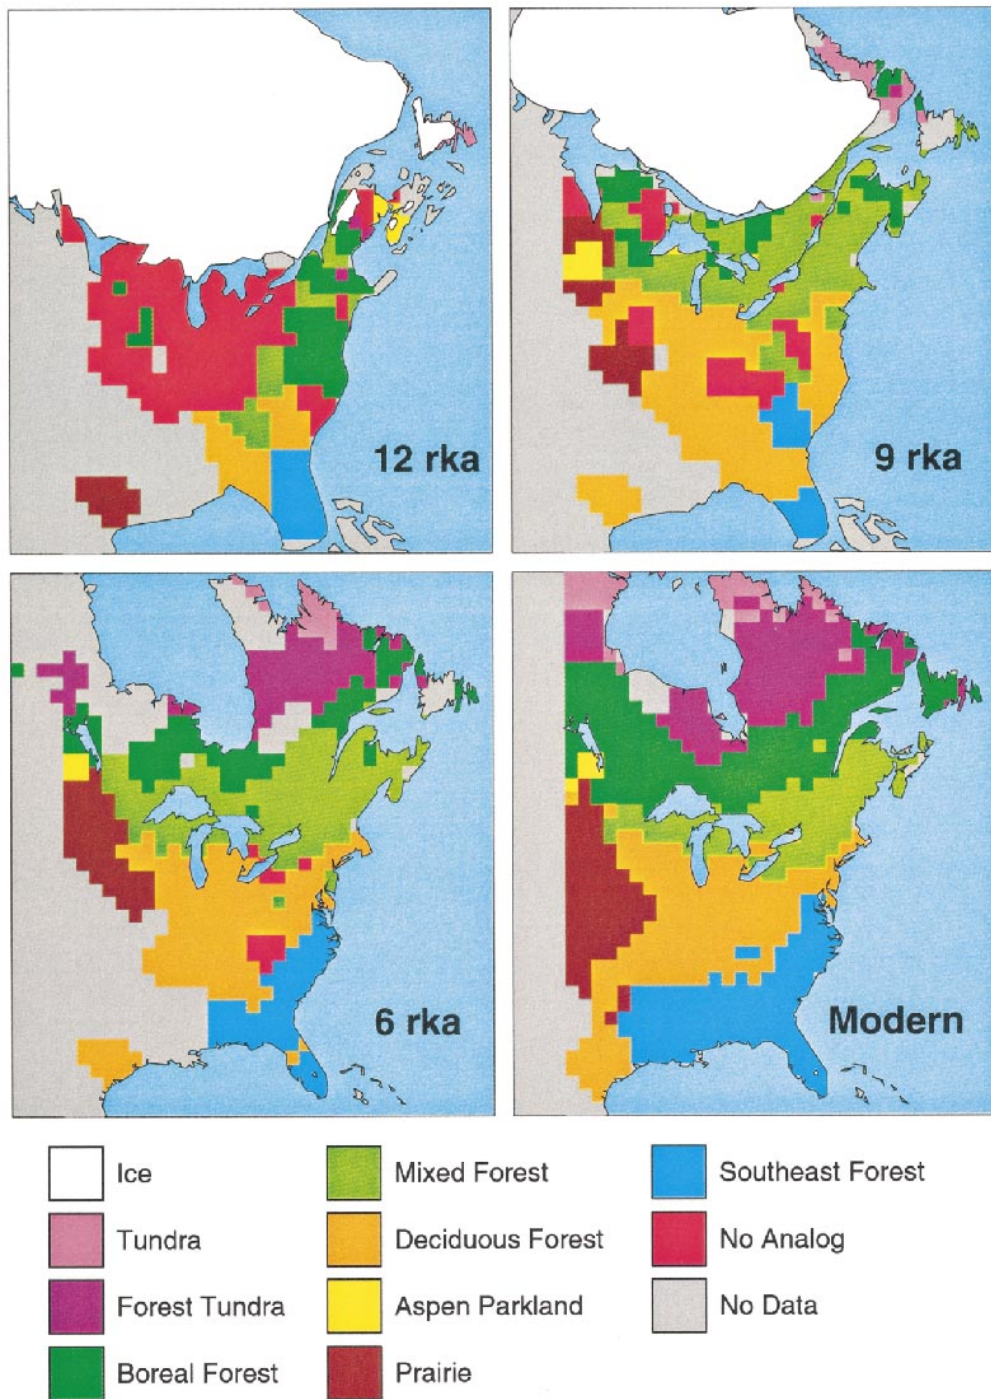 12 rka
9 rka
6 rka
Modern
Ice
Mixed Forest
Southeast Forest
Tundra
Deciduous Forest
No Analog
Forest Tundra
Aspen Parkland
No Data
Boreal Forest
Prairie